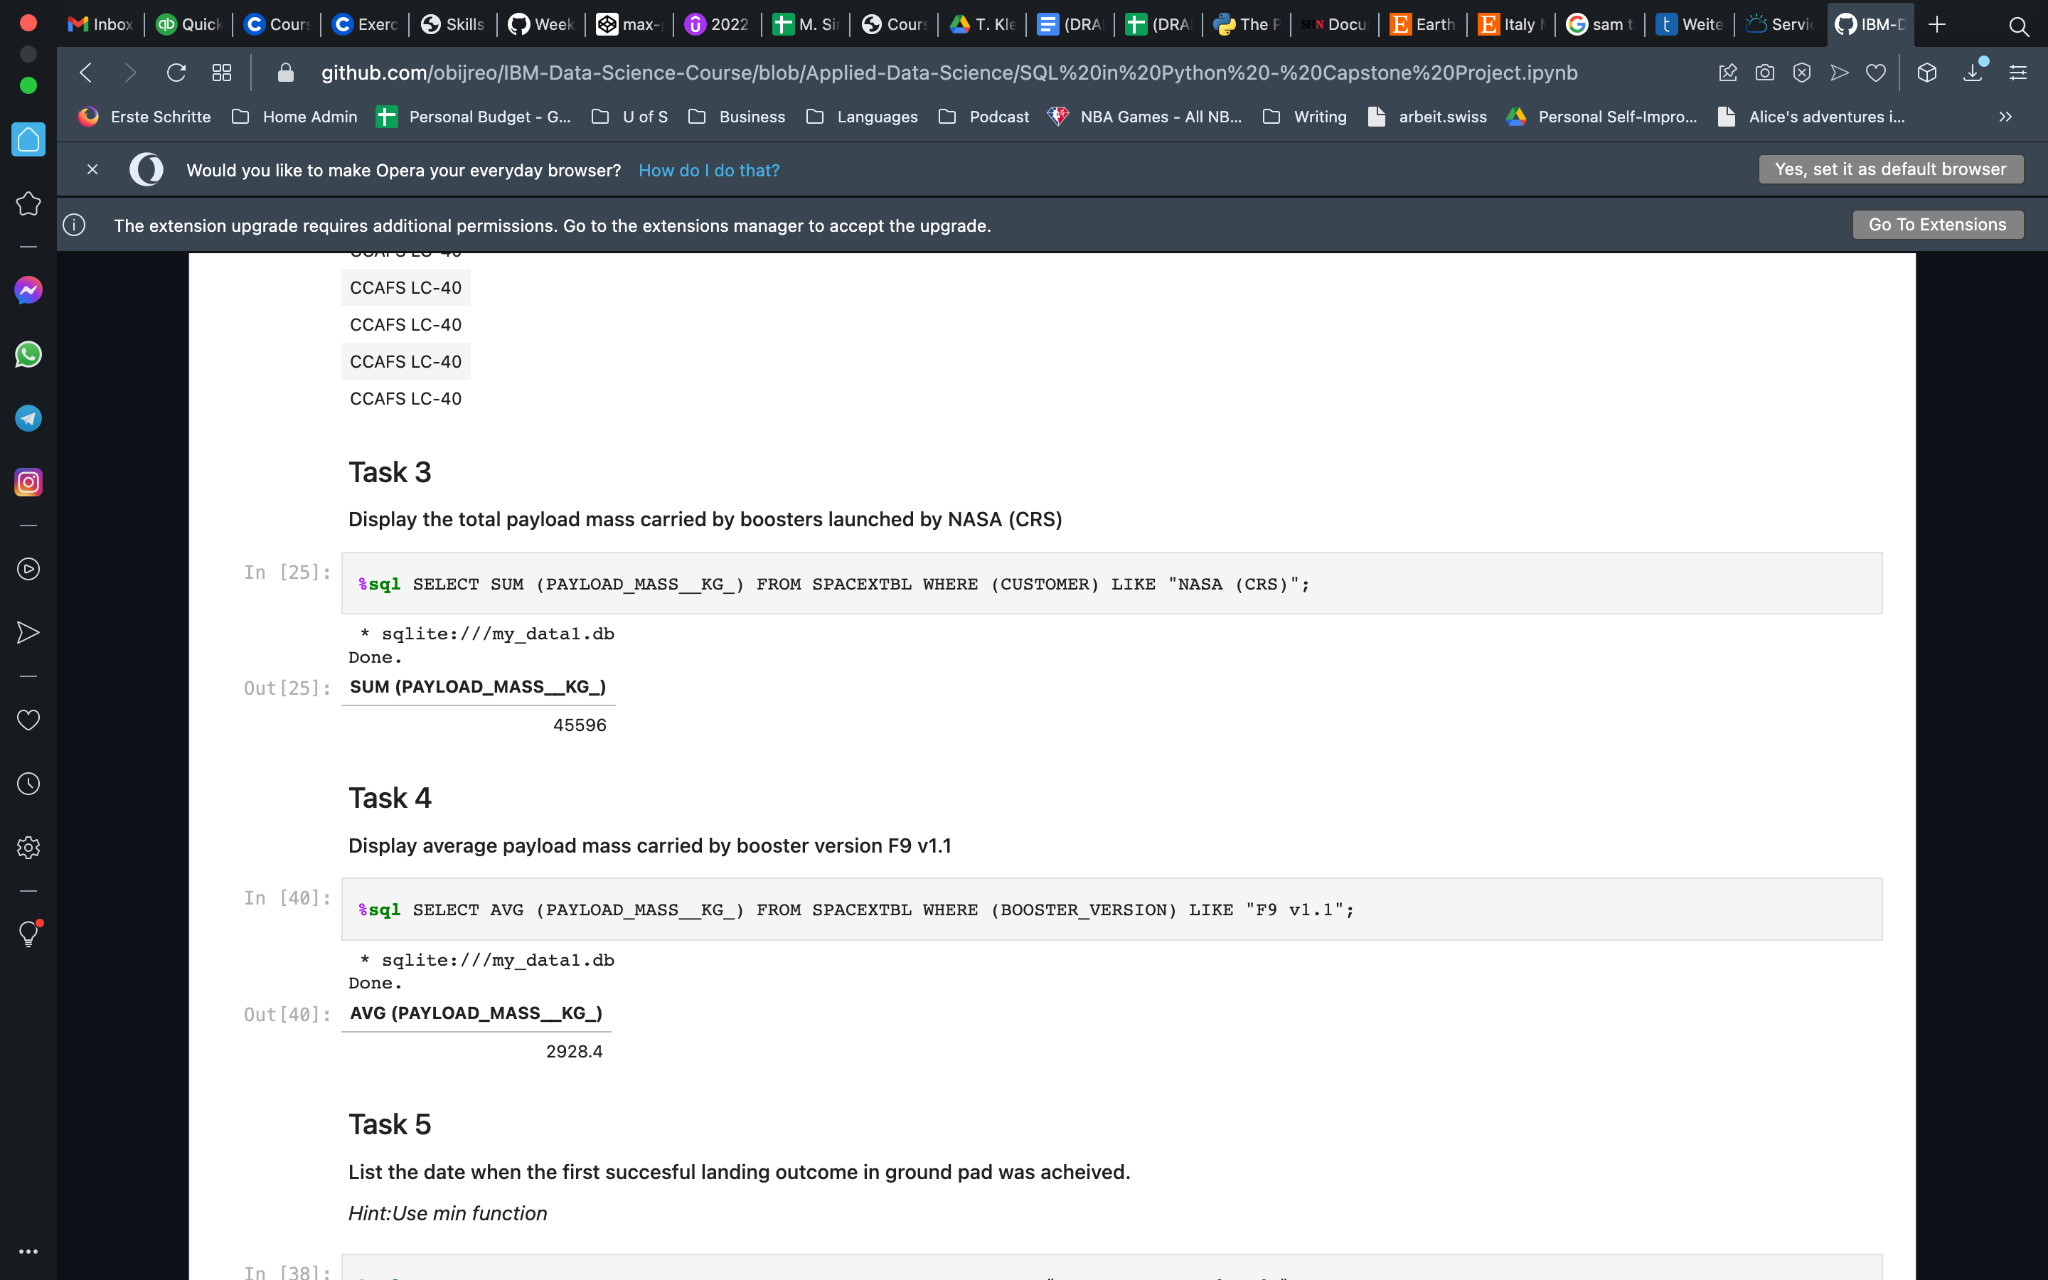 Inbox Quick Cour Exerc Skills Week max- 2022 M. Si Cour T. Kle (DRA (DRA The P SHN Docu Earth Italy sam t Weite Servi IBM-D
github.com/obijreo/IBM-Data-Science-Course/blob/Applied-Data-Science/SQL%20in%20Python%20-%20Capstone%20Project.ipynb
Erste Schritte Home Admin Personal Budget - G... U of S Business Languages Podcast NBA Games - All NB... Writing arbeit.swiss Personal Self-Impro... Alice's adventures i...
Would you like to make Opera your everyday browser? How do I do that? Yes, set it as default browser
The extension upgrade requires additional permissions. Go to the extensions manager to accept the upgrade. Go To Extensions
CCAFS LC-40
CCAFS LC-40
CCAFS LC-40
CCAFS LC-40
CCAFS LC-40
Task 3
Display the total payload mass carried by boosters launched by NASA (CRS)
In [25]: %sql SELECT SUM (PAYLOAD_MASS__KG_) FROM SPACEXTBL WHERE (CUSTOMER) LIKE "NASA (CRS)";
* sqlite:///my_data1.db
Done.
Out[25]: SUM (PAYLOAD_MASS__KG_)
45596
Task 4
Display average payload mass carried by booster version F9 v1.1
In [40]: %sql SELECT AVG (PAYLOAD_MASS__KG_) FROM SPACEXTBL WHERE (BOOSTER_VERSION) LIKE "F9 v1.1";
* sqlite:///my_data1.db
Done.
Out[40]: AVG (PAYLOAD_MASS__KG_)
2928.4
Task 5
List the date when the first succesful landing outcome in ground pad was acheived.
Hint:Use min function
In [38]: